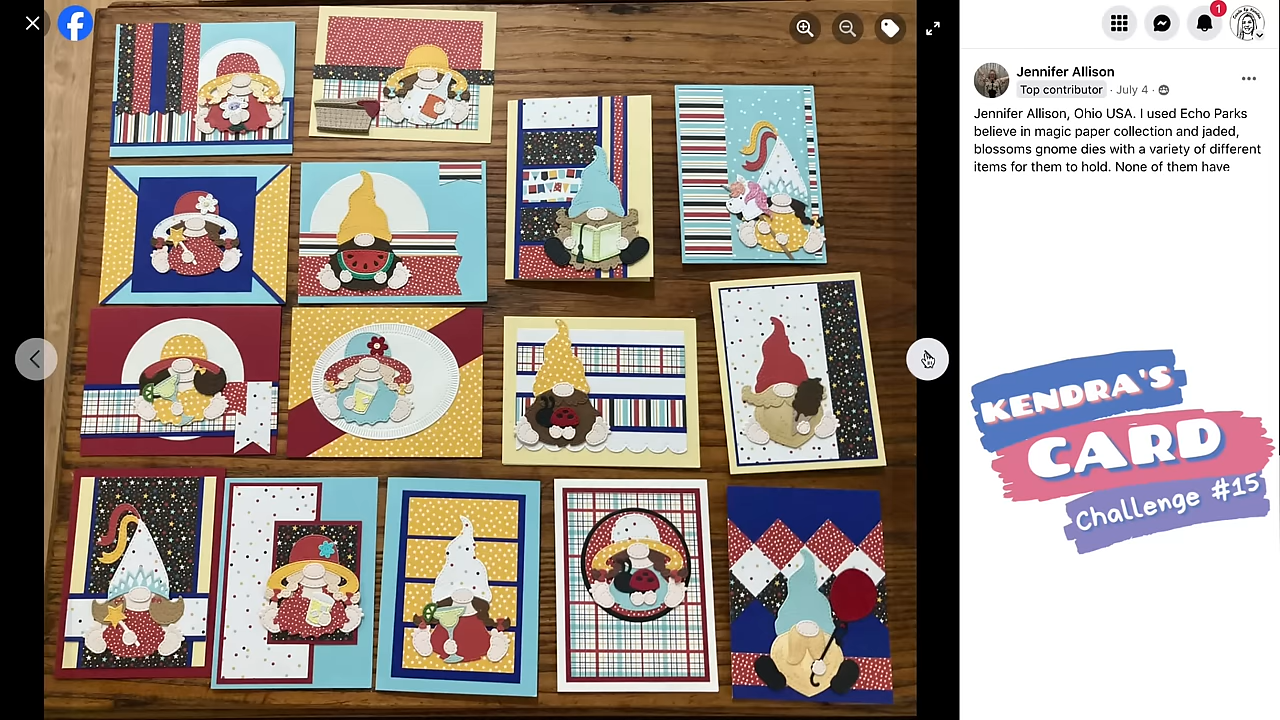 1
Jennifer Allison
Top contributor · July 4 ·
Jennifer Allison, Ohio USA. I used Echo Parks
believe in magic paper collection and jaded,
blossoms gnome dies with a variety of different
items for them to hold. None of them have
KENDRA'S
CARD
Challenge #15